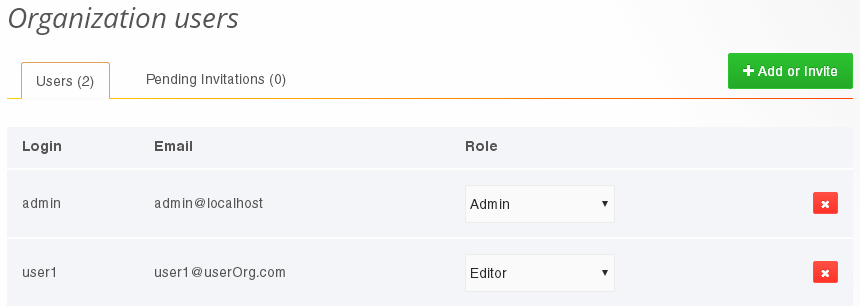 Organization users
Users (2) Pending Invitations (0) + Add or Invite
Login Email Role
admin admin@localhost Admin
user1 user1@userOrg.com Editor